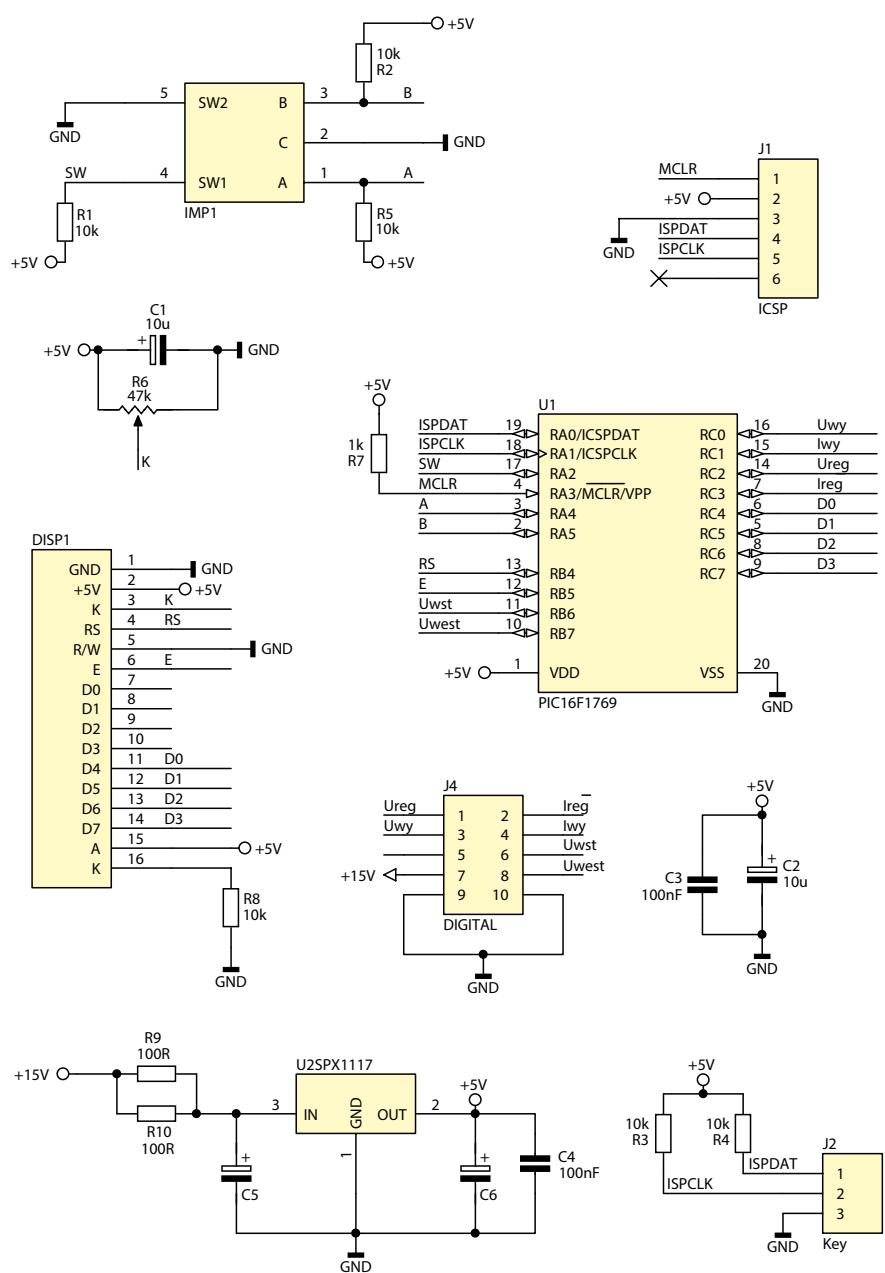 +5V
10k
R2
5 SW2 B 3 B
GND
C 2 GND
SW 4 SW1 A 1 A
IMP1
R1
10k
R5
10k
+5V
+5V
J1
MCLR 1
+5V 2
3
GND
ISPDAT 4
ISPCLK 5
6
ICSP
C1
10u
+
+5V
GND
R6
47k
K
+5V
1k
R7
U1
ISPDAT 19 RA0/ICSPDAT RC0 16 Uwy
ISPCLK 18 RA1/ICSPCLK RC1 15 Iwy
SW 17 RA2 RC2 14 Ureg
MCLR 4 RA3/MCLR/VPP RC3 7 Ireg
A 3 RA4 RC4 6 D0
B 2 RA5 RC5 5 D1
RC6 8 D2
RS 13 RB4 RC7 9 D3
E 12 RB5
Uwst 11 RB6
Uwest 10 RB7
+5V 1 VDD VSS 20
GND
PIC16F1769
DISP1
GND 1 GND
+5V 2 +5V
K 3 K
RS 4 RS
R/W 5 GND
E 6 E
D0 7
D1 8
D2 9
D3 10
D4 11 D0
D5 12 D1
D6 13 D2
D7 14 D3
A 15 +5V
K 16
R8
10k
GND
J4
Ureg 1 2 Ireg
Uwy 3 4 Iwy
5 6 Uwst
+15V 7 8 Uwest
9 10
DIGITAL
GND
+5V
C3
100nF
+
C2
10u
GND
+15V
R9
100R
R10
100R
U2SPX1117
3 IN GND OUT 2
1
+5V
+
C5
+
C6
C4
100nF
GND
+5V
10k
R3
10k
R4
J2
ISPDAT 1
ISPCLK 2
3
GND
Key